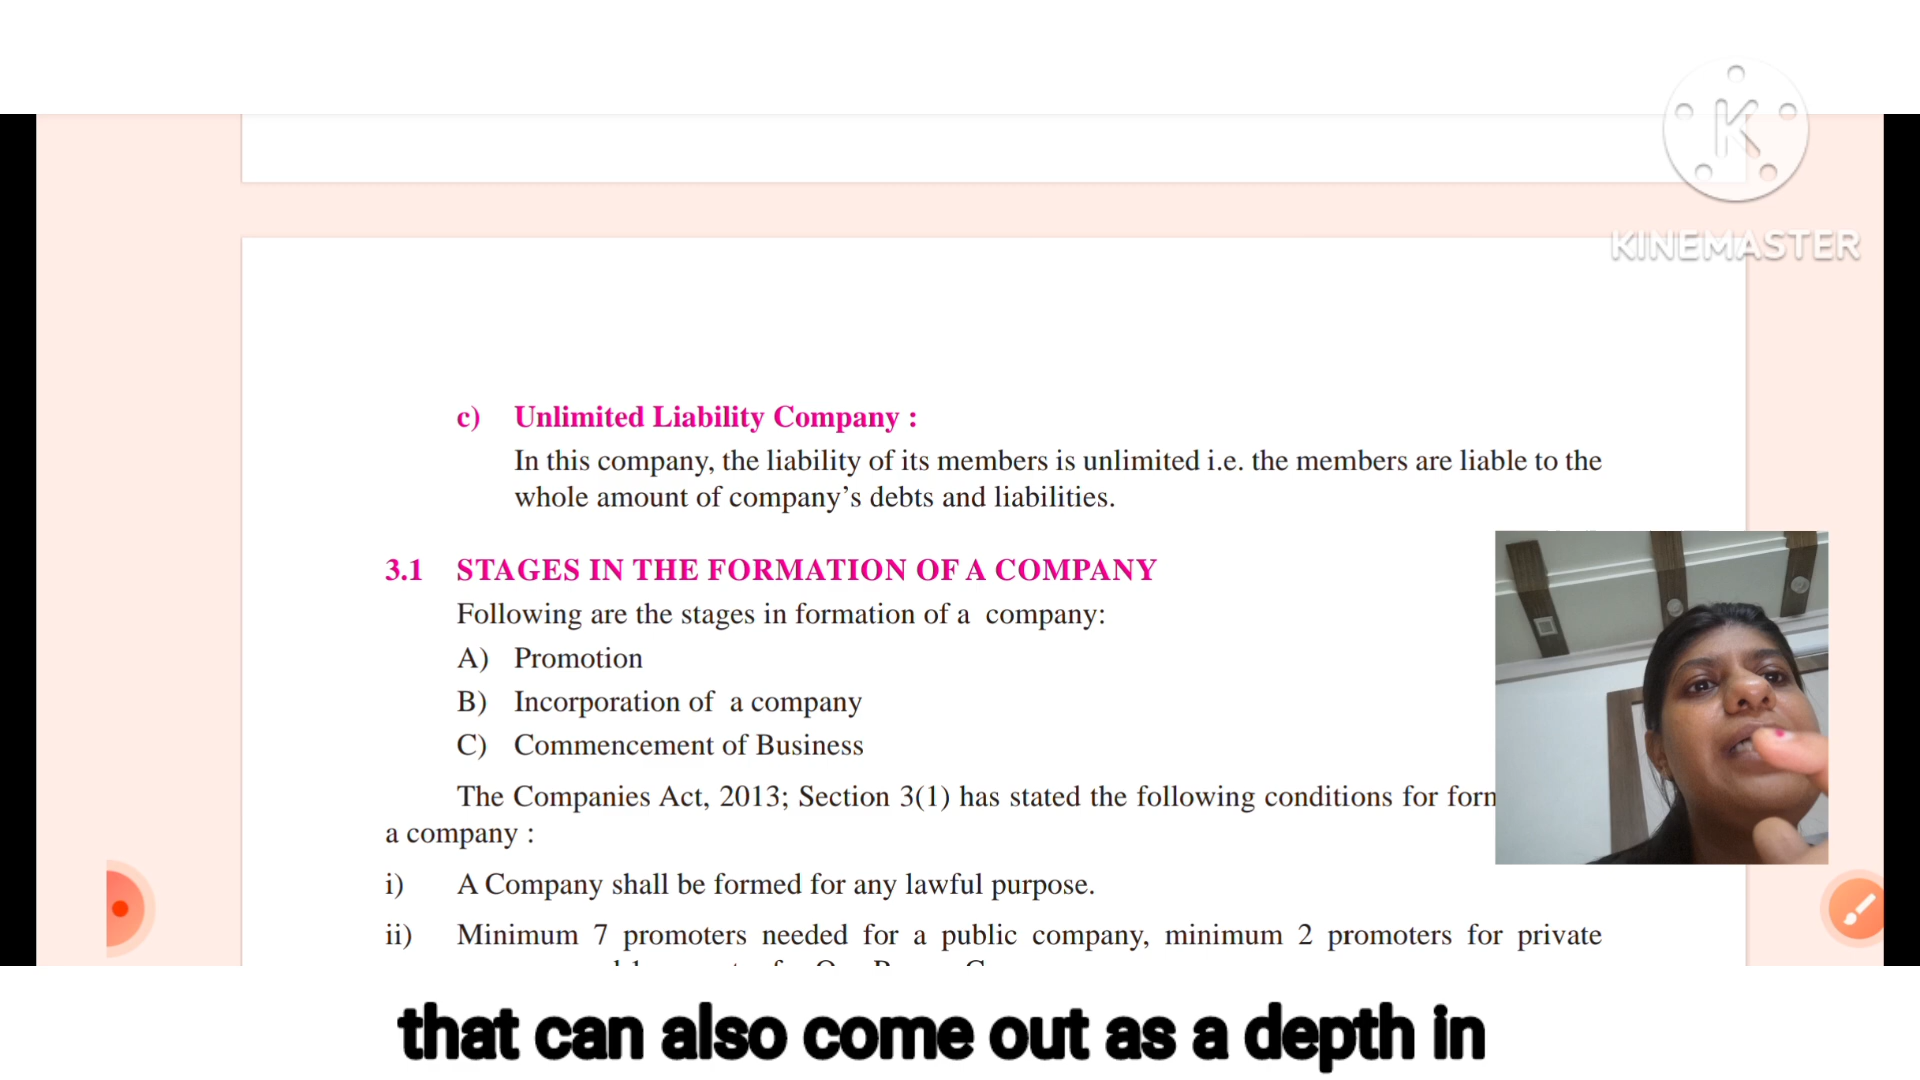 K
KINEMASTER
c) Unlimited Liability Company :
In this company, the liability of its members is unlimited i.e. the members are liable to the
whole amount of company’s debts and liabilities.
3.1 STAGES IN THE FORMATION OF A COMPANY
Following are the stages in formation of a company:
A) Promotion
B) Incorporation of a company
C) Commencement of Business
The Companies Act, 2013; Section 3(1) has stated the following conditions for form
a company :
i) A Company shall be formed for any lawful purpose.
ii) Minimum 7 promoters needed for a public company, minimum 2 promoters for private
that can also come out as a depth in